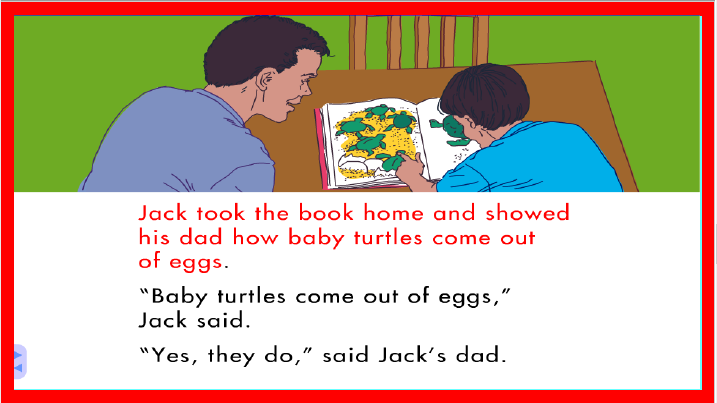 Jack took the book home and showed
his dad how baby turtles come out
of eggs.
“Baby turtles come out of eggs,”
Jack said.
“Yes, they do,” said Jack’s dad.